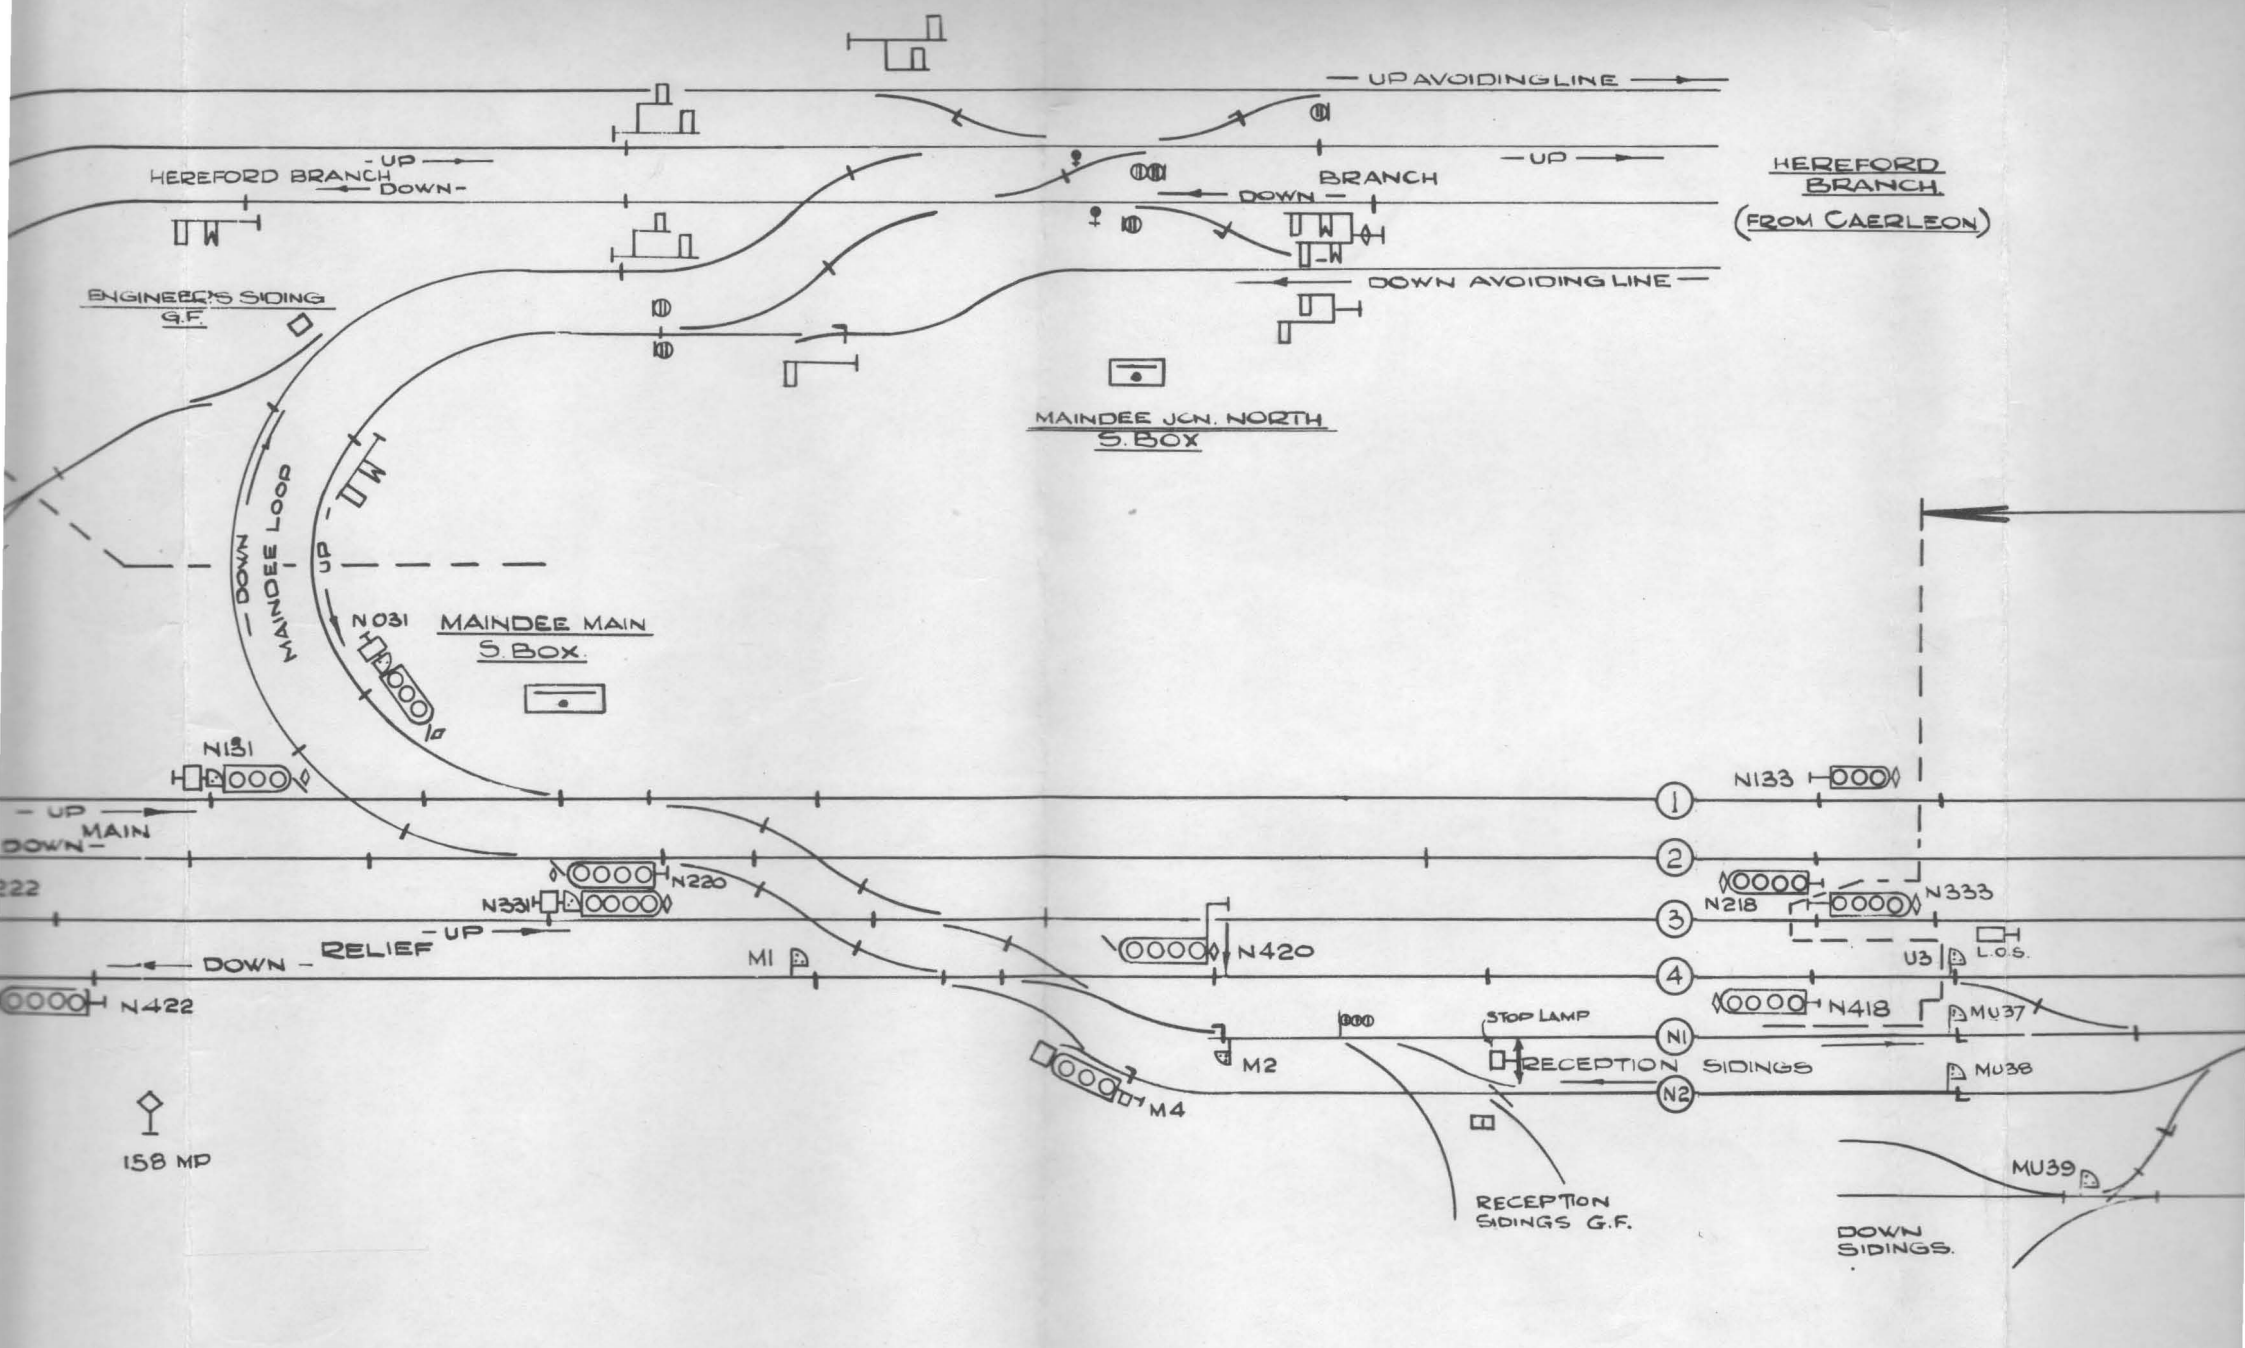 — UP AVOIDING LINE —
HEREFORD BRANCH
- UP
DOWN -
— UP
BRANCH
DOWN —
HEREFORD
BRANCH.
(FROM CAERLEON)
— DOWN AVOIDING LINE —
ENGINEER'S SIDING
G.F.
MAINDEE JCN. NORTH
S. BOX
— DOWN
MAINDEE LOOP
- UP
N031
MAINDEE MAIN
S. BOX.
N131
— UP
MAIN
DOWN —
222
N220
N331
- UP
RELIEF
DOWN -
N422
M1
N420
1
2
3
4
N1
N2
N133
N218
N333
L.O.S.
U3
N418
MU37
MU38
STOP LAMP
RECEPTION SIDINGS
M2
M4
158 MP
RECEPTION
SIDINGS G.F.
MU39
DOWN
SIDINGS.